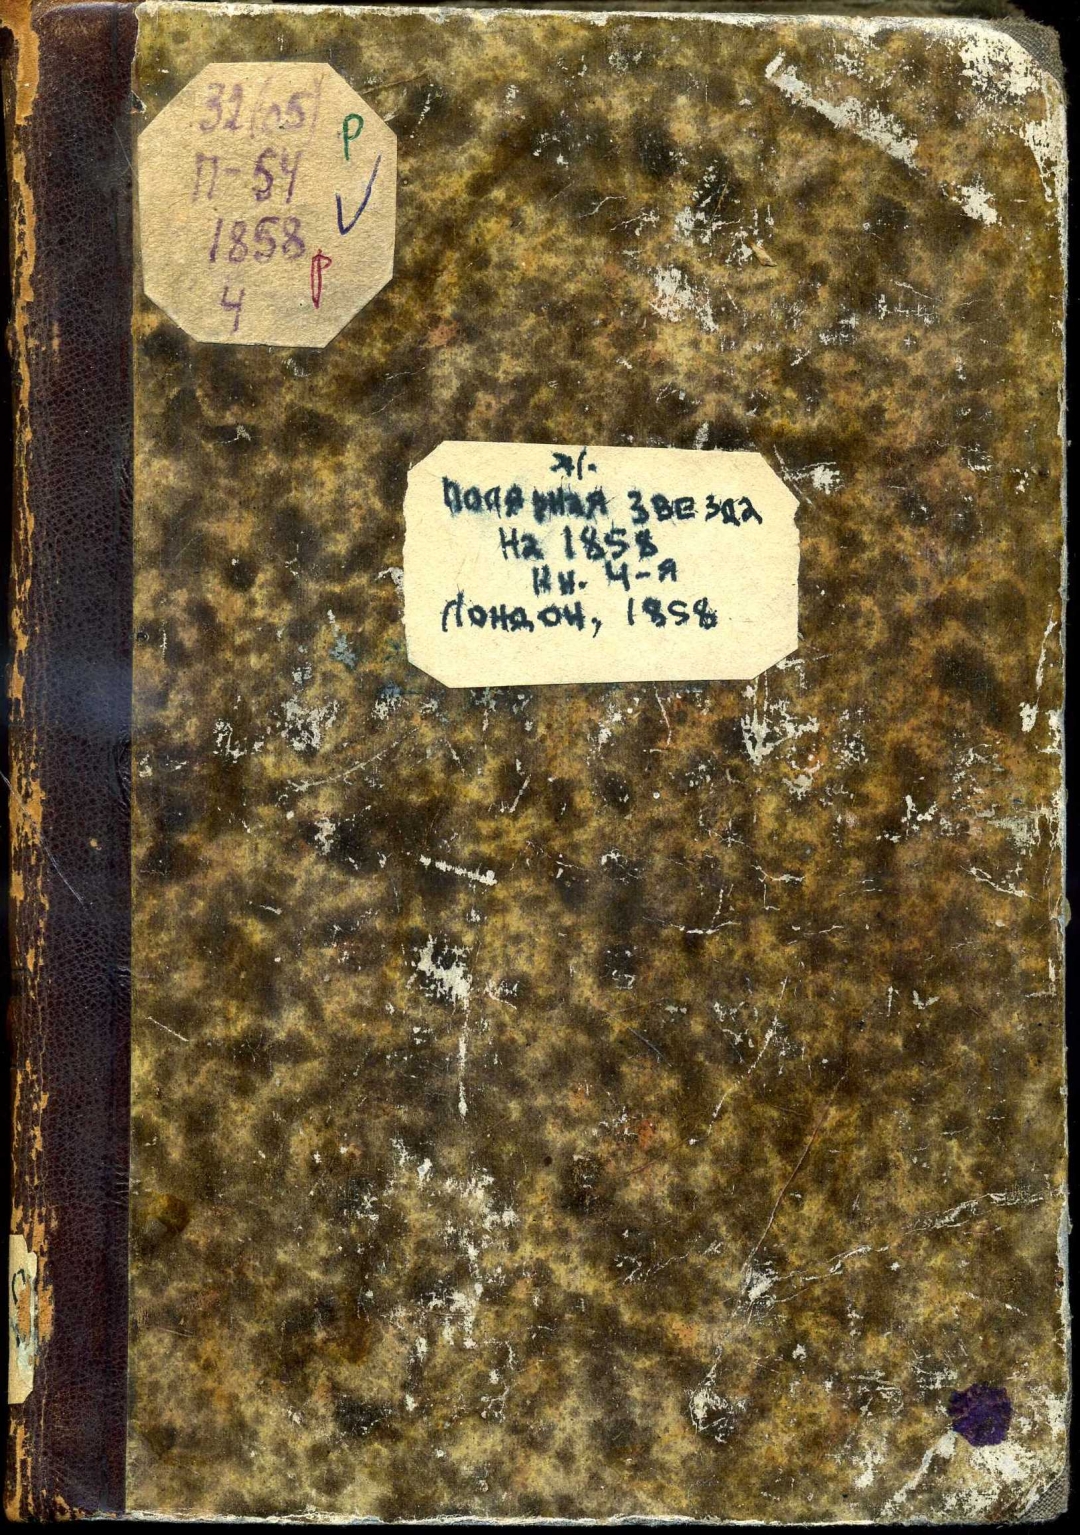 32(05) Р
П-54
1858
Р
4
Ж.
Полярная звезда
на 1858
кн. 4-я
Лондон, 1858